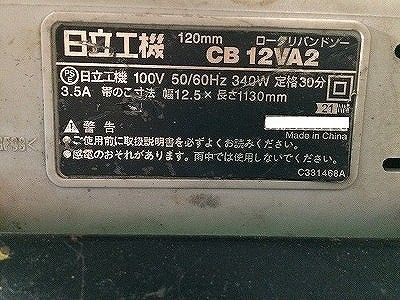 日立工機 120mm ロータリバンドソー
CB 12VA2
PS E 日立工機 100V 50/60Hz 340W 定格30分
3.5A 帯のこ寸法 幅12.5×長さ1130mm
21
警告
Made in China
ご使用前に取扱説明書を必ずよくお読みください。
感電のおそれがあります。雨中では使用しないでください。
C331468A